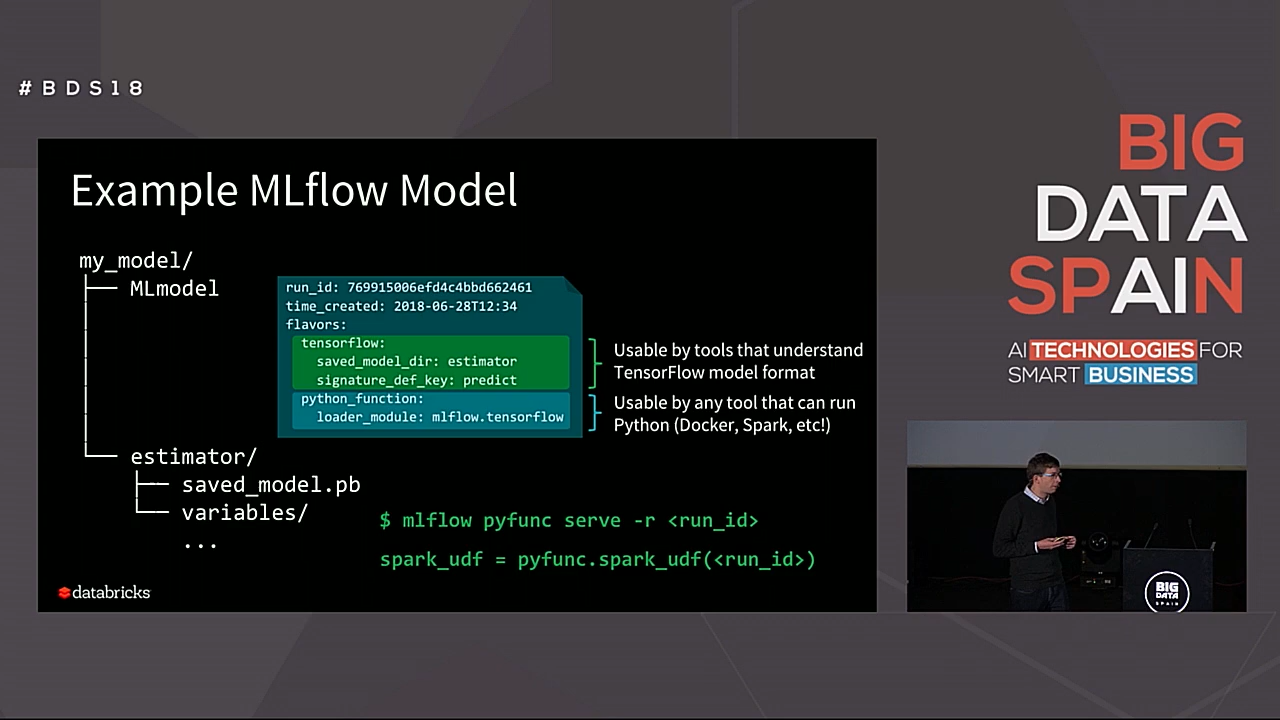 #BDS18
BIG
DATA
SPAIN
AI TECHNOLOGIES FOR
SMART BUSINESS
Example MLflow Model
my_model/
├── MLmodel
run_id: 769915006efd4c4bbd662461
time_created: 2018-06-28T12:34
flavors:
tensorflow:
saved_model_dir: estimator
signature_def_key: predict
python_function:
loader_module: mlflow.tensorflow
Usable by tools that understand
TensorFlow model format
Usable by any tool that can run
Python (Docker, Spark, etc!)
└── estimator/
├── saved_model.pb
└── variables/
...
$ mlflow pyfunc serve -r <run_id>
spark_udf = pyfunc.spark_udf(<run_id>)
databricks
BIG
DATA
SPAIN